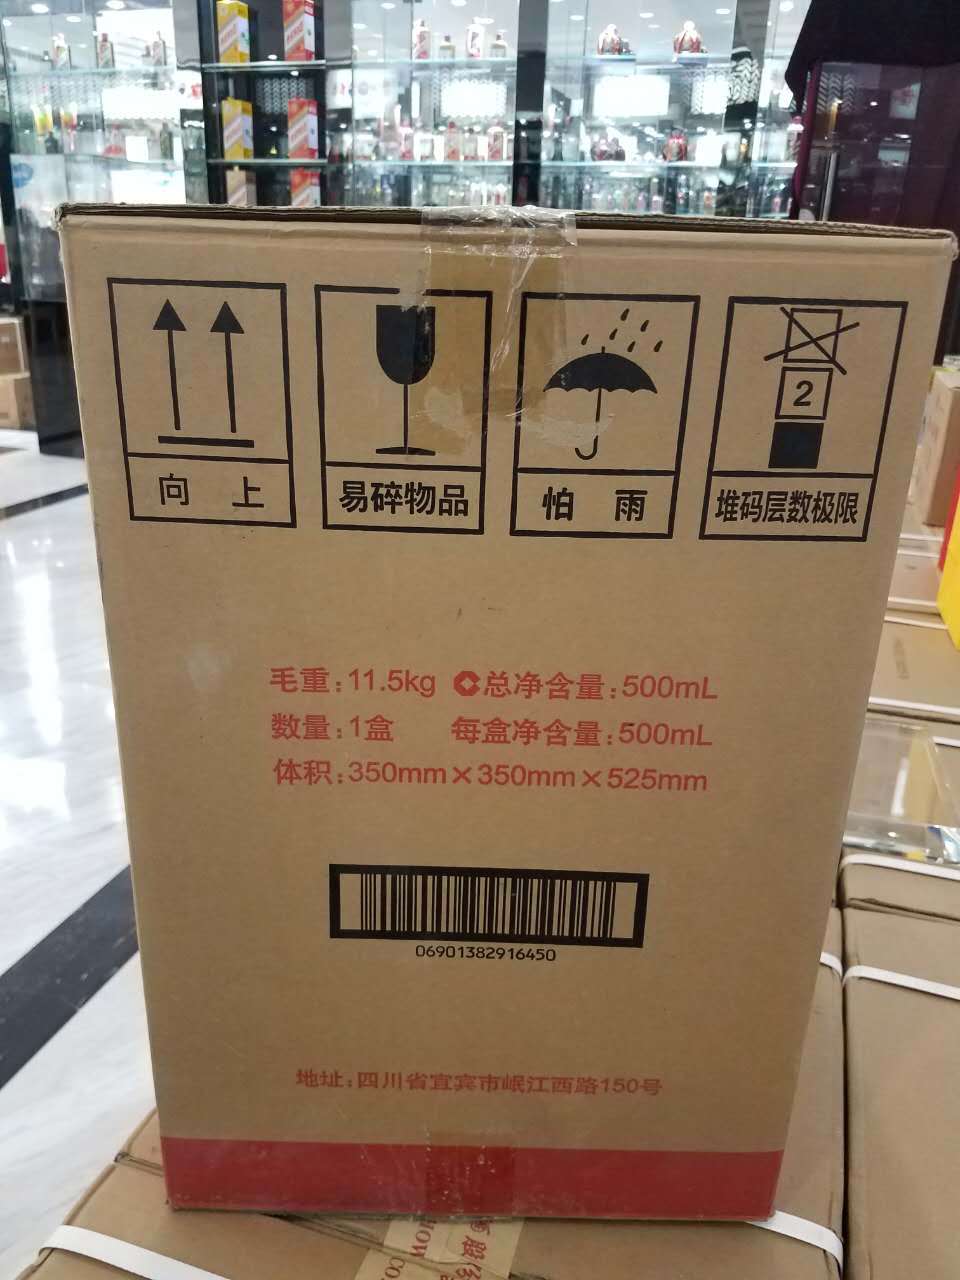 2
向 上
易碎物品
怕 雨
堆码层数极限
毛重:11.5kg 总净含量:500mL
数量:1盒 每盒净含量:500mL
体积:350mm×350mm×525mm
06901382916450
地址:四川省宜宾市岷江西路150号